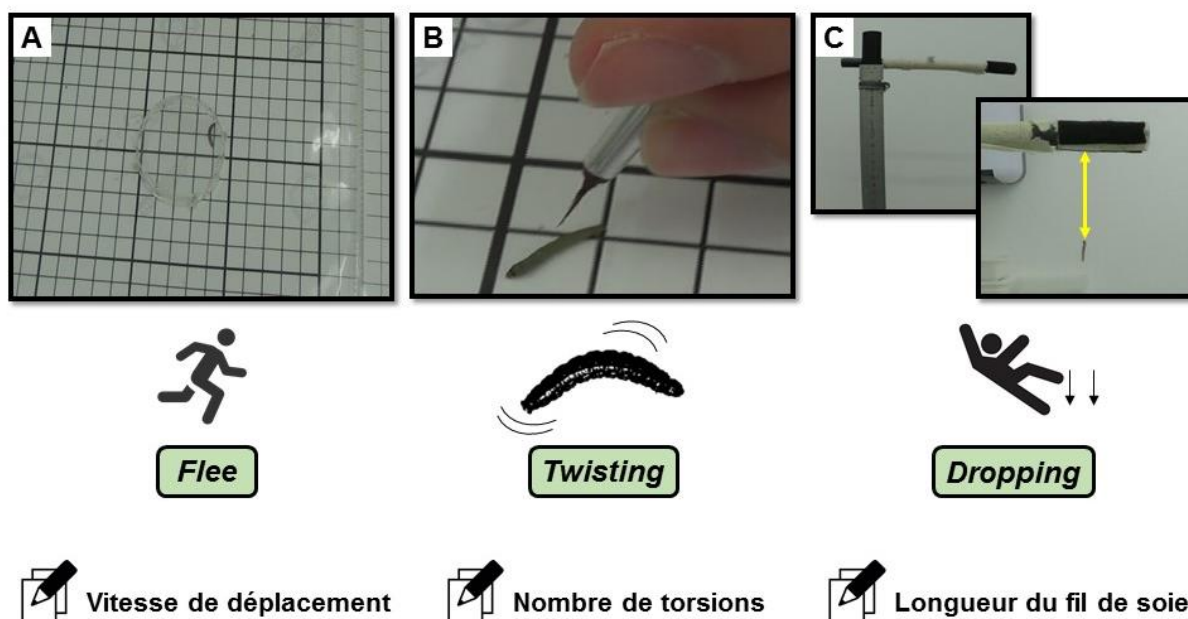 A
B
C
Flee
Twisting
Dropping
Vitesse de déplacement
Nombre de torsions
Longueur du fil de soie